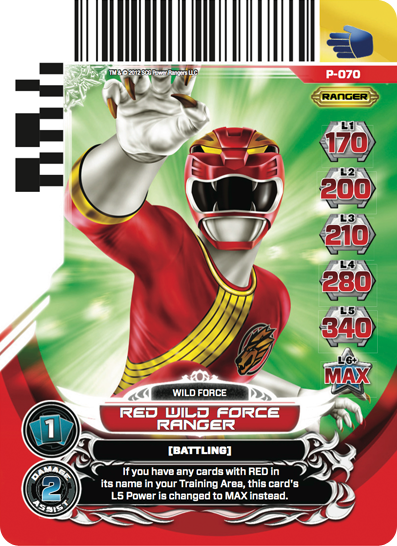 TM & © 2012 SCG Power Rangers LLC
P-070
RANGER
L1
170
L2
200
L3
210
L4
280
L5
340
L6+
MAX
WILD FORCE
RED WILD FORCE
RANGER
1
[BATTLING]
DAMAGE
2
ASSIST
If you have any cards with RED in
its name in your Training Area, this card's
L5 Power is changed to MAX instead.